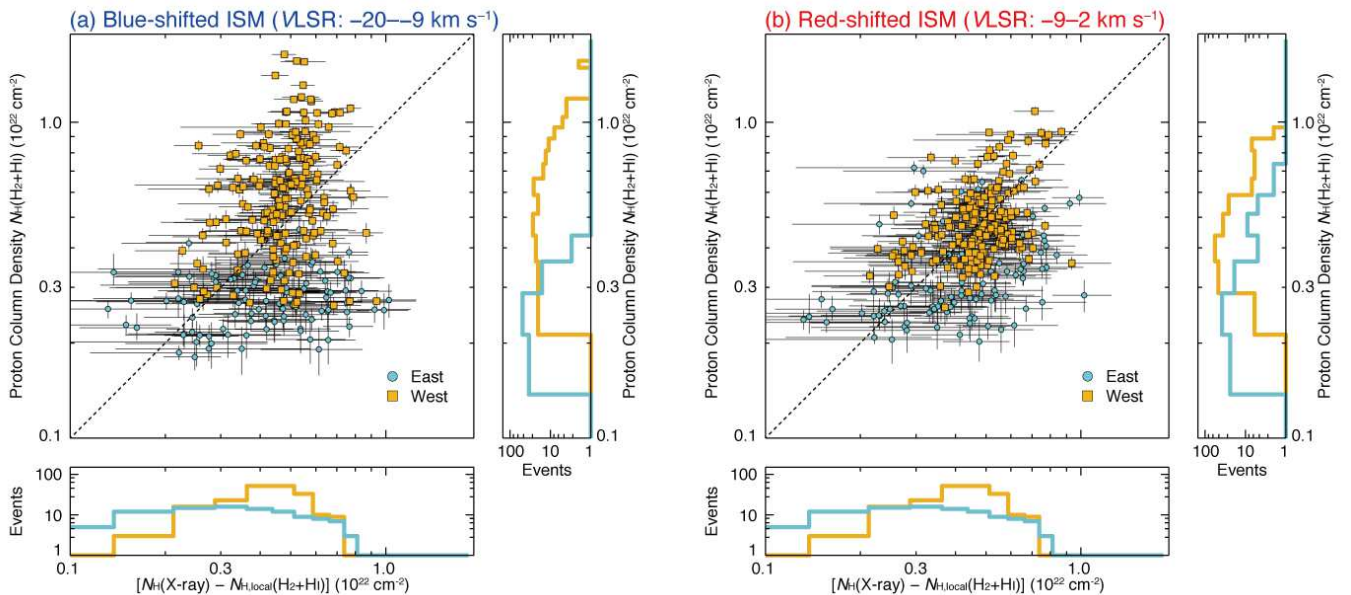 (a) Blue-shifted ISM (VLSR: -20–-9 km s⁻¹)
Proton Column Density NH(H2+HI) (10²² cm⁻²)
1.0
0.3
0.1
East
West
1.0
0.3
0.1
Proton Column Density NH(H2+HI) (10²² cm⁻²)
100 10 1
Events
Events
100
10
1
0.1 0.3 1.0
[NH(X-ray) – NH,local(H2+HI)] (10²² cm⁻²)
(b) Red-shifted ISM (VLSR: -9–2 km s⁻¹)
Proton Column Density NH(H2+HI) (10²² cm⁻²)
1.0
0.3
0.1
East
West
1.0
0.3
0.1
Proton Column Density NH(H2+HI) (10²² cm⁻²)
100 10 1
Events
Events
100
10
1
0.1 0.3 1.0
[NH(X-ray) – NH,local(H2+HI)] (10²² cm⁻²)